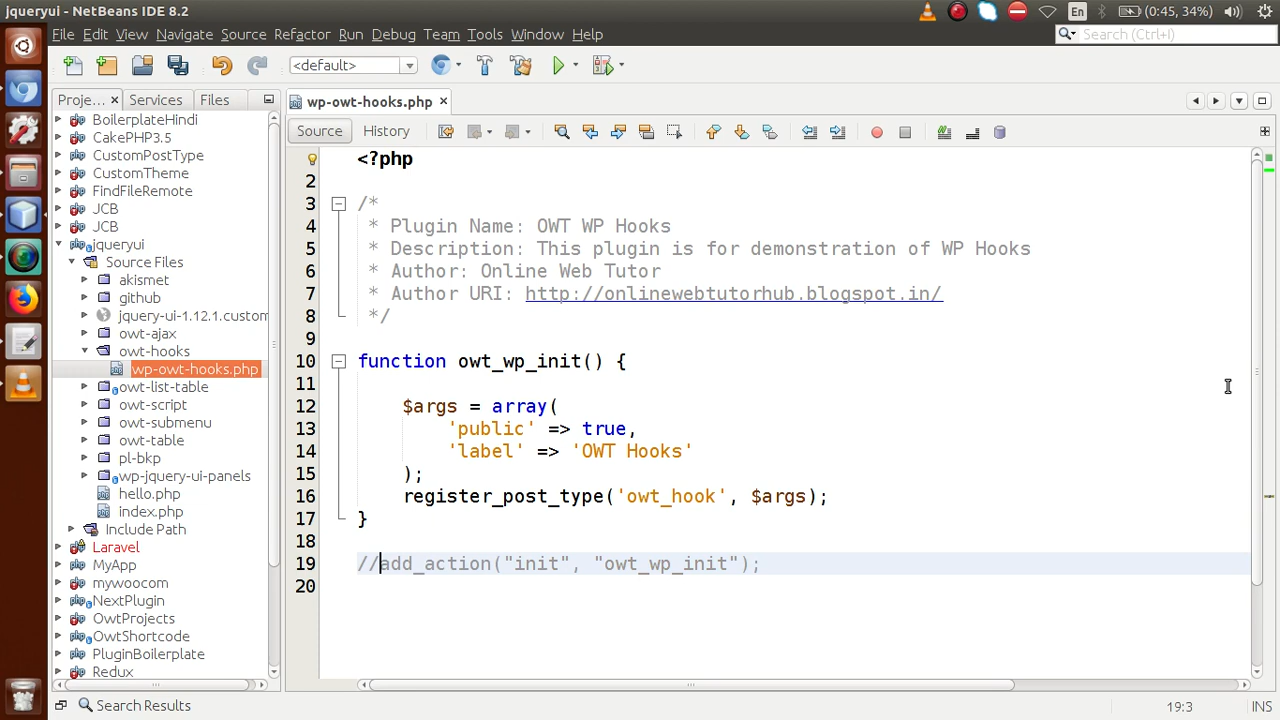 jqueryui - NetBeans IDE 8.2
En
(0:45, 34%)
File Edit View Navigate Source Refactor Run Debug Team Tools Window Help
Search (Ctrl+I)
<default>
Proje... Services Files
wp-owt-hooks.php
Source History
BoilerplateHindi
CakePHP3.5
CustomPostType
CustomTheme
FindFileRemote
JCB
JCB
jqueryui
Source Files
akismet
github
jquery-ui-1.12.1.custom
owt-ajax
owt-hooks
wp-owt-hooks.php
owt-list-table
owt-script
owt-submenu
owt-table
pl-bkp
wp-jquery-ui-panels
hello.php
index.php
Include Path
Laravel
MyApp
mywoocom
NextPlugin
OwtProjects
OwtShortcode
PluginBoilerplate
Redux
<?php
2
3 /*
4 * Plugin Name: OWT WP Hooks
5 * Description: This plugin is for demonstration of WP Hooks
6 * Author: Online Web Tutor
7 * Author URI: http://onlinewebtutorhub.blogspot.in/
8 */
9
10 function owt_wp_init() {
11
12 $args = array(
13 'public' => true,
14 'label' => 'OWT Hooks'
15 );
16 register_post_type('owt_hook', $args);
17 }
18
19 //add_action("init", "owt_wp_init");
20
Search Results
19:3
INS